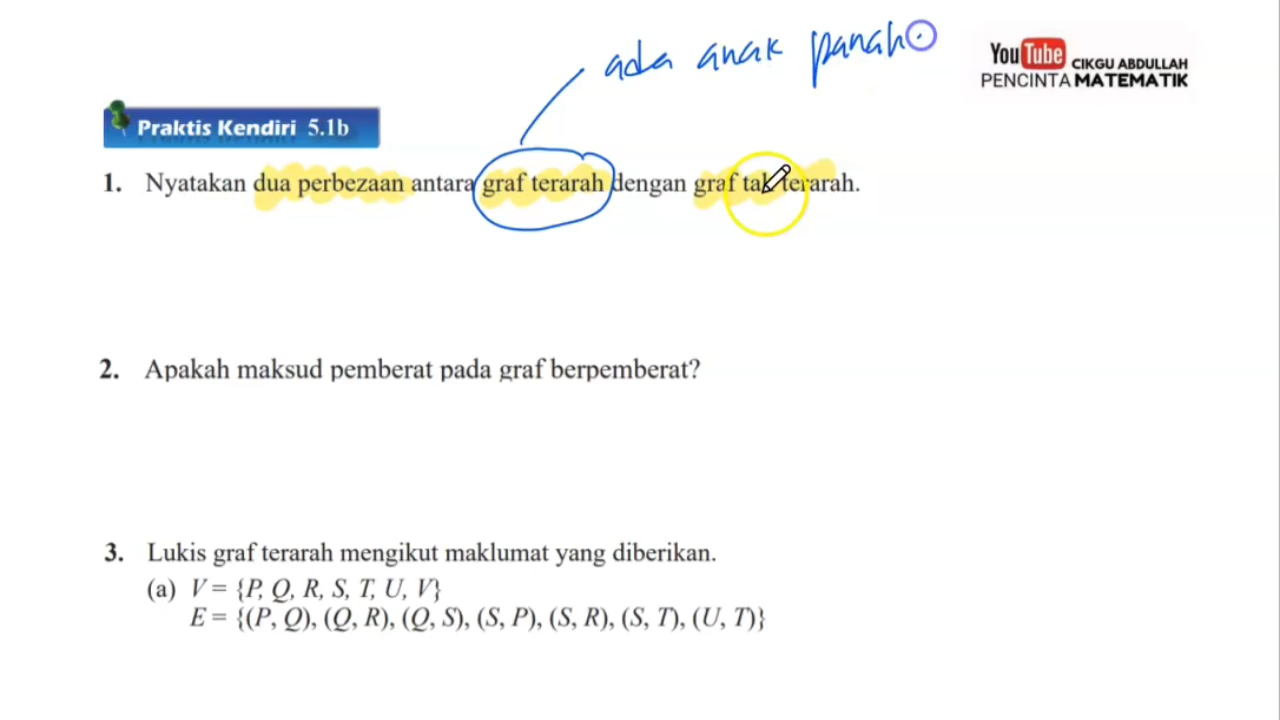 ada anak panah
YouTube CIKGU ABDULLAH
PENCINTA MATEMATIK
Praktis Kendiri 5.1b
1. Nyatakan dua perbezaan antara graf terarah dengan graf tak terarah.
2. Apakah maksud pemberat pada graf berpemberat?
3. Lukis graf terarah mengikut maklumat yang diberikan.
(a) V = {P, Q, R, S, T, U, V}
E = {(P, Q), (Q, R), (Q, S), (S, P), (S, R), (S, T), (U, T)}